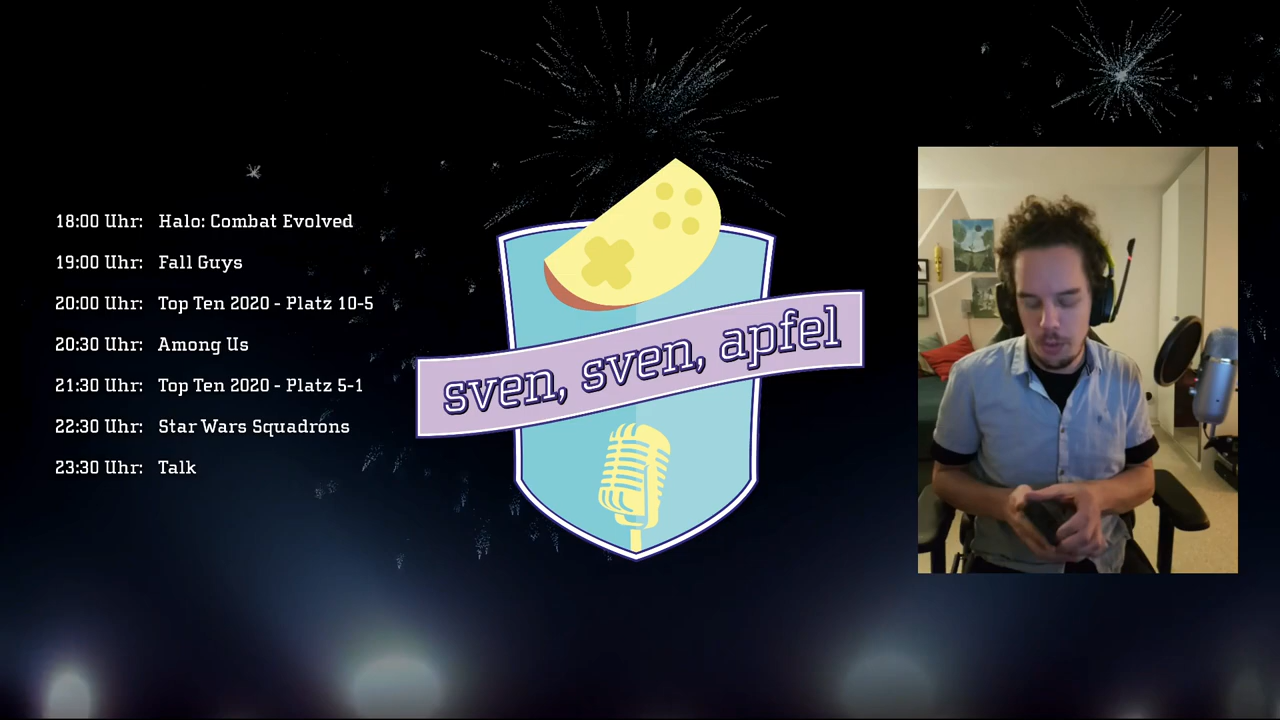 18:00 Uhr: Halo: Combat Evolved
19:00 Uhr: Fall Guys
20:00 Uhr: Top Ten 2020 - Platz 10-5
20:30 Uhr: Among Us
21:30 Uhr: Top Ten 2020 - Platz 5-1
22:30 Uhr: Star Wars Squadrons
23:30 Uhr: Talk
sven, sven, apfel